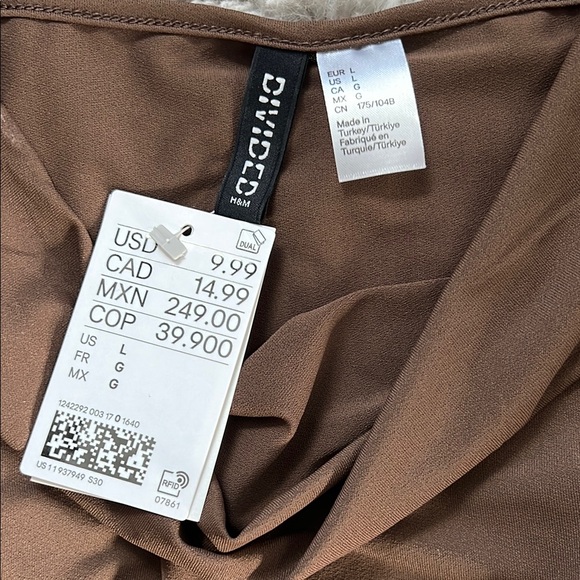 DIVIDED
H&M
EUR L
US L
CA G
MX G
CN 175/104B
Made in
Turkey/Türkiye
Fabriqué en
Turquie/Türkiye
DUAL
USD 9.99
CAD 14.99
MXN 249.00
COP 39.900
US L
FR G
MX G
1242292 003 17 0 1640
US 11 937949 S30
RFID
07861